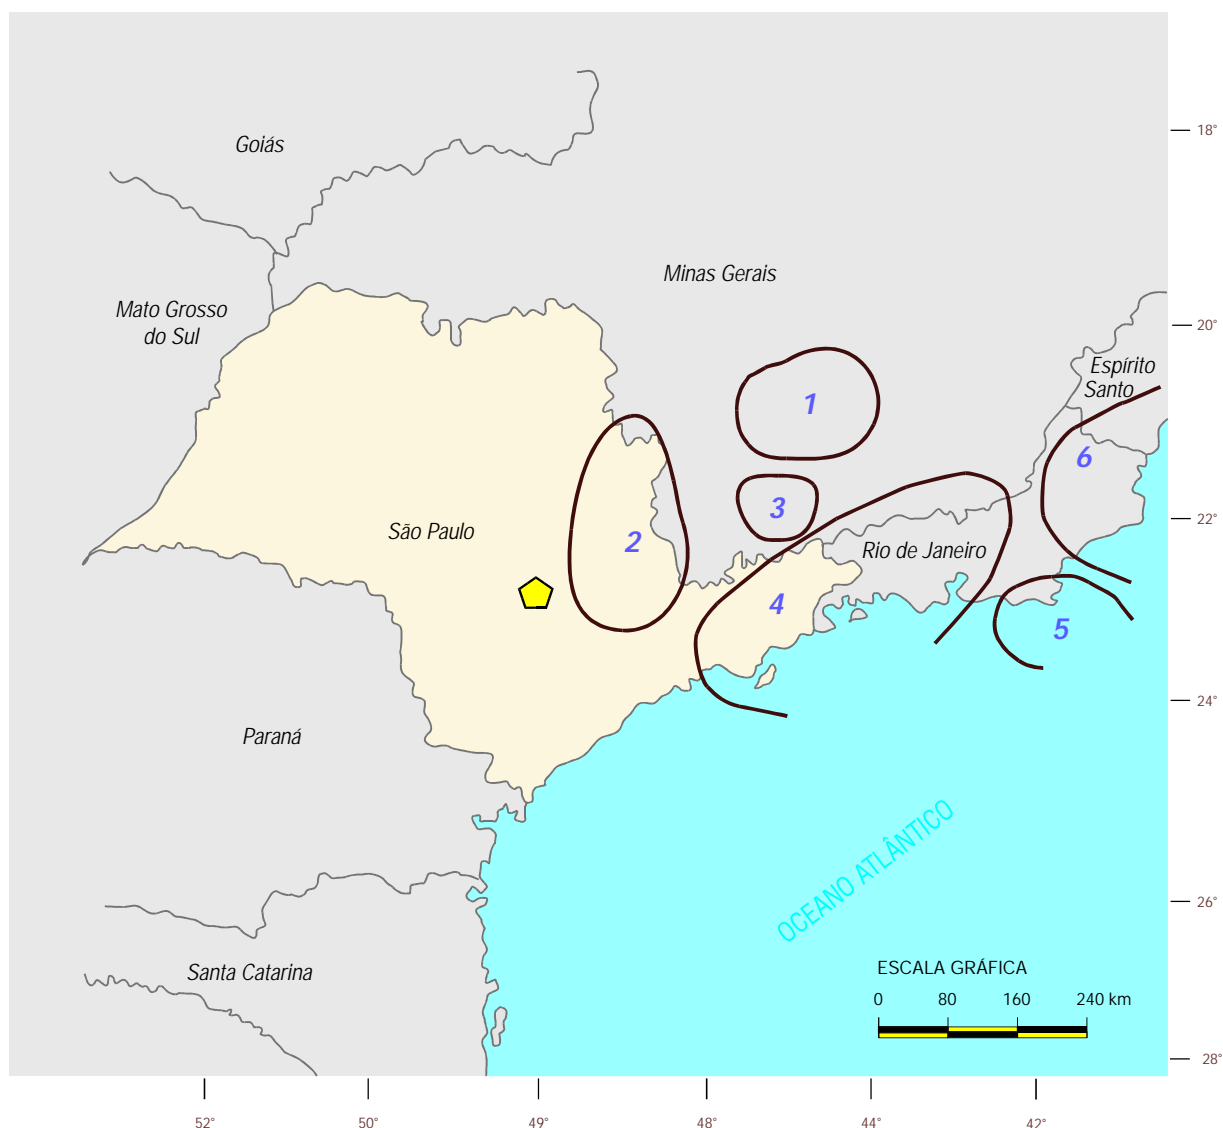 18°
Goiás
Minas Gerais
Mato Grosso
do Sul
20°
Espírito
Santo
1
6
3
22°
São Paulo
2
Rio de Janeiro
4
5
24°
Paraná
OCEANO ATLÂNTICO
26°
Santa Catarina
ESCALA GRÁFICA
0 80 160 240 km
28°
52° 50° 49° 48° 44° 42°